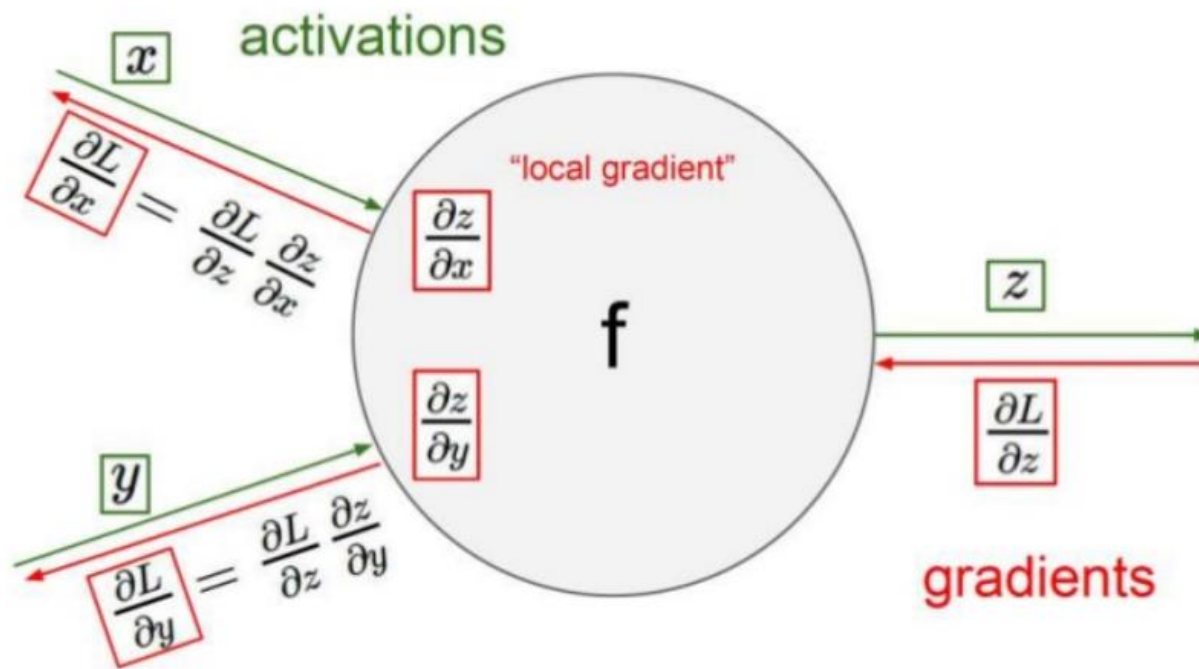 activations
x
∂L/∂x = ∂L/∂z ∂z/∂x
“local gradient”
∂z/∂x
f
z
∂z/∂y
∂L/∂z
y
∂L/∂y = ∂L/∂z ∂z/∂y
gradients